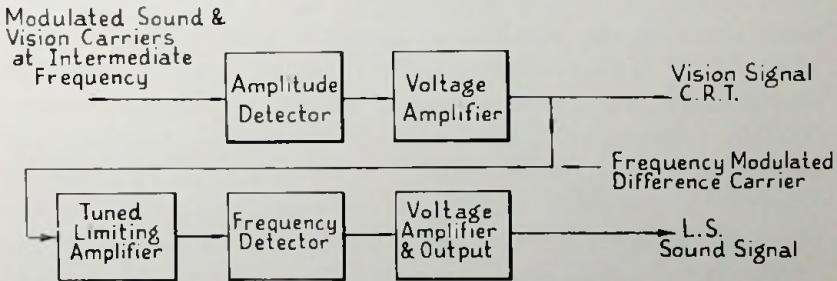 Modulated Sound &
Vision Carriers
at Intermediate
Frequency
Amplitude
Detector
Voltage
Amplifier
Vision Signal
C.R.T.
Frequency Modulated
Difference Carrier
Tuned
Limiting
Amplifier
Frequency
Detector
Voltage
Amplifier
& Output
L.S.
Sound Signal